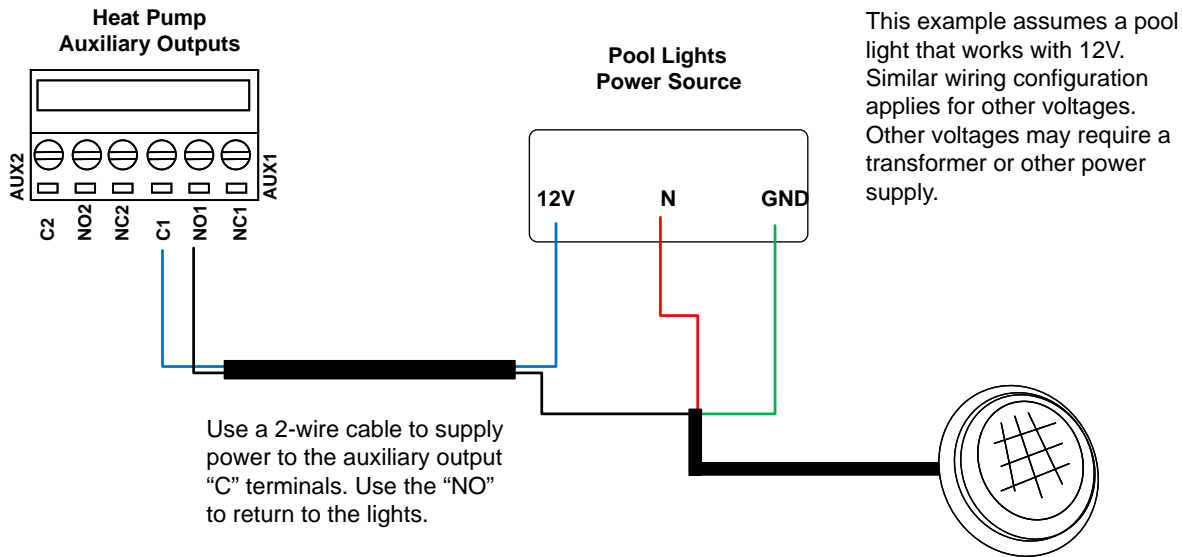 Heat Pump
Auxiliary Outputs
AUX2
AUX1
C2
NO2
NC2
C1
NO1
NC1
Pool Lights
Power Source
12V
N
GND
This example assumes a pool
light that works with 12V.
Similar wiring configuration
applies for other voltages.
Other voltages may require a
transformer or other power
supply.
Use a 2-wire cable to supply
power to the auxiliary output
“C” terminals. Use the “NO”
to return to the lights.